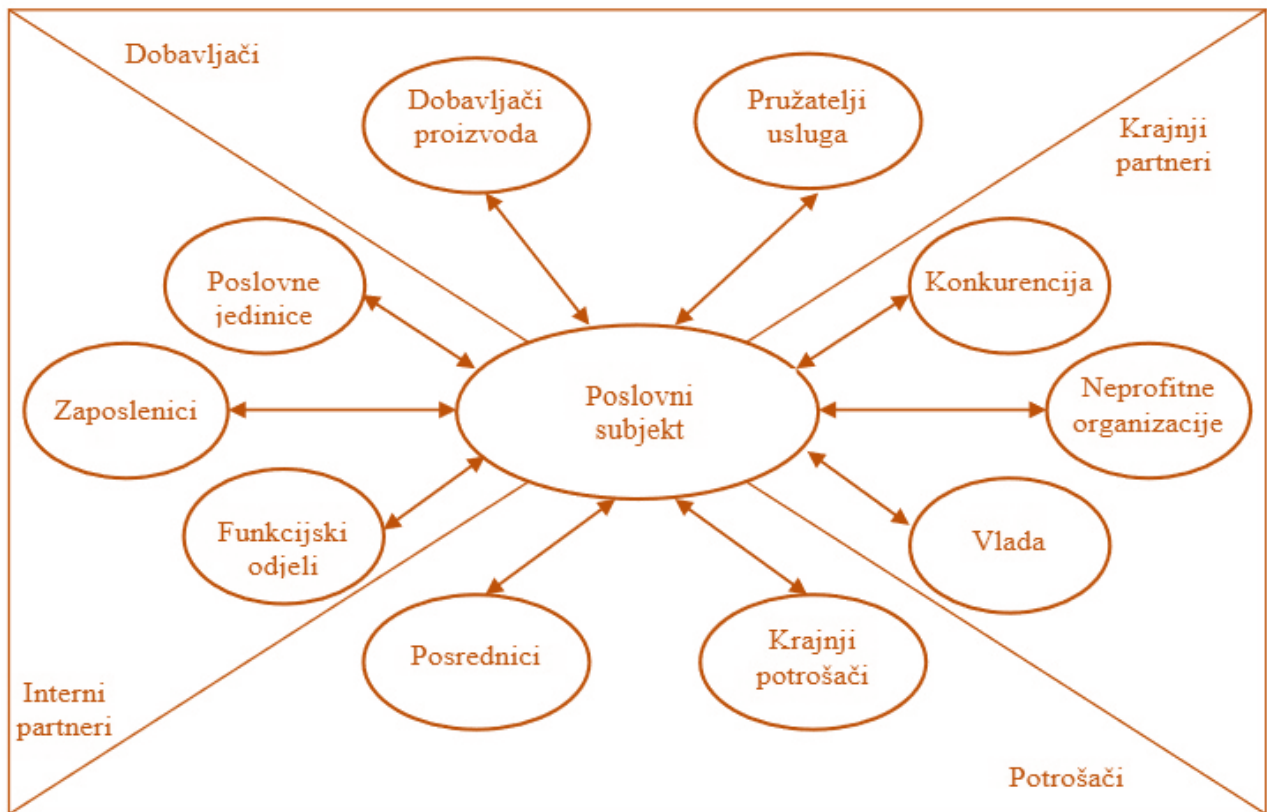 Dobavljači
Dobavljači
proizvoda
Pružatelji
usluga
Krajnji
partneri
Poslovne
jedinice
Konkurencija
Zaposlenici
Poslovni
subjekt
Neprofitne
organizacije
Funkcijski
odjeli
Vlada
Posrednici
Krajnji
potrošači
Interni
partneri
Potrošači